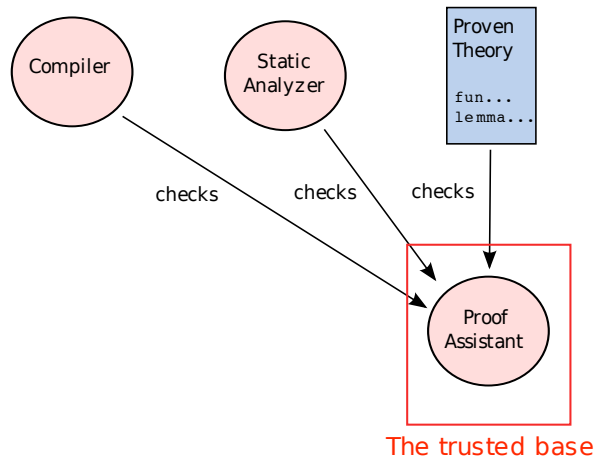 Compiler
Static
Analyzer
Proven
Theory
fun...
lemma...
checks
checks
checks
Proof
Assistant
The trusted base